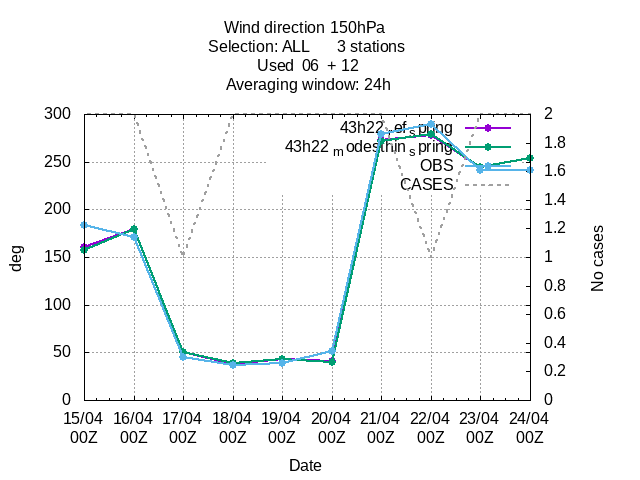 Wind direction 150hPa
Selection: ALL 3 stations
Used 06 + 12
Averaging window: 24h
300 2
43h22_ref_spring
1.8
43h22_modestmin_spring
250 OBS 1.6
CASES
200 1.4
1.2
deg 150 1 No cases
0.8
100 0.6
50 0.4
0.2
0 0
15/04 16/04 17/04 18/04 19/04 20/04 21/04 22/04 23/04 24/04
00Z 00Z 00Z 00Z 00Z 00Z 00Z 00Z 00Z 00Z
Date